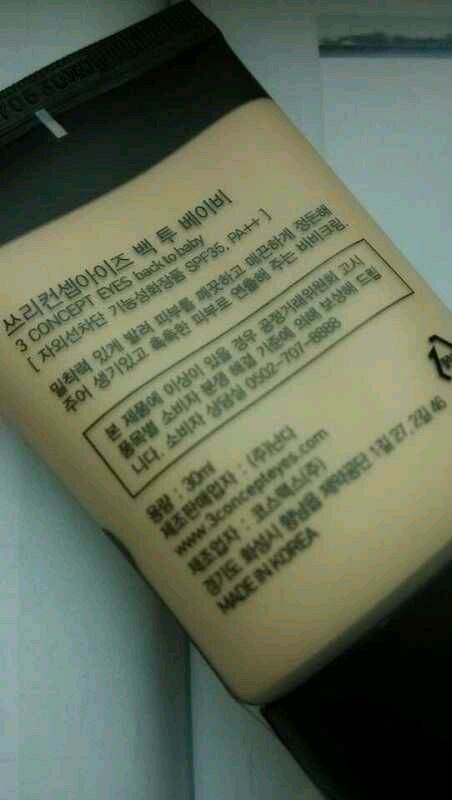 쓰리컨셉아이즈 백 투 베이비
3 CONCEPT EYES back to baby
[ 자외선차단 기능성화장품 SPF35, PA++ ]
밀착력 있게 발려 피부를 깨끗하고 매끈하게 정돈해
주어 생기있고 촉촉한 피부로 연출해 주는 비비크림.
본 제품에 이상이 있을 경우 공정거래위원회 고시
품목별 소비자 분쟁 해결 기준에 의해 보상해 드립
니다. 소비자 상담실 0502-707-8888
용량 : 30ml
제조판매업자 : (주)난다
www.3concepteyes.com
제조업자 : 코스맥스(주)
경기도 화성시 향남읍 제약공단 1길 27, 2길 46
MADE IN KOREA